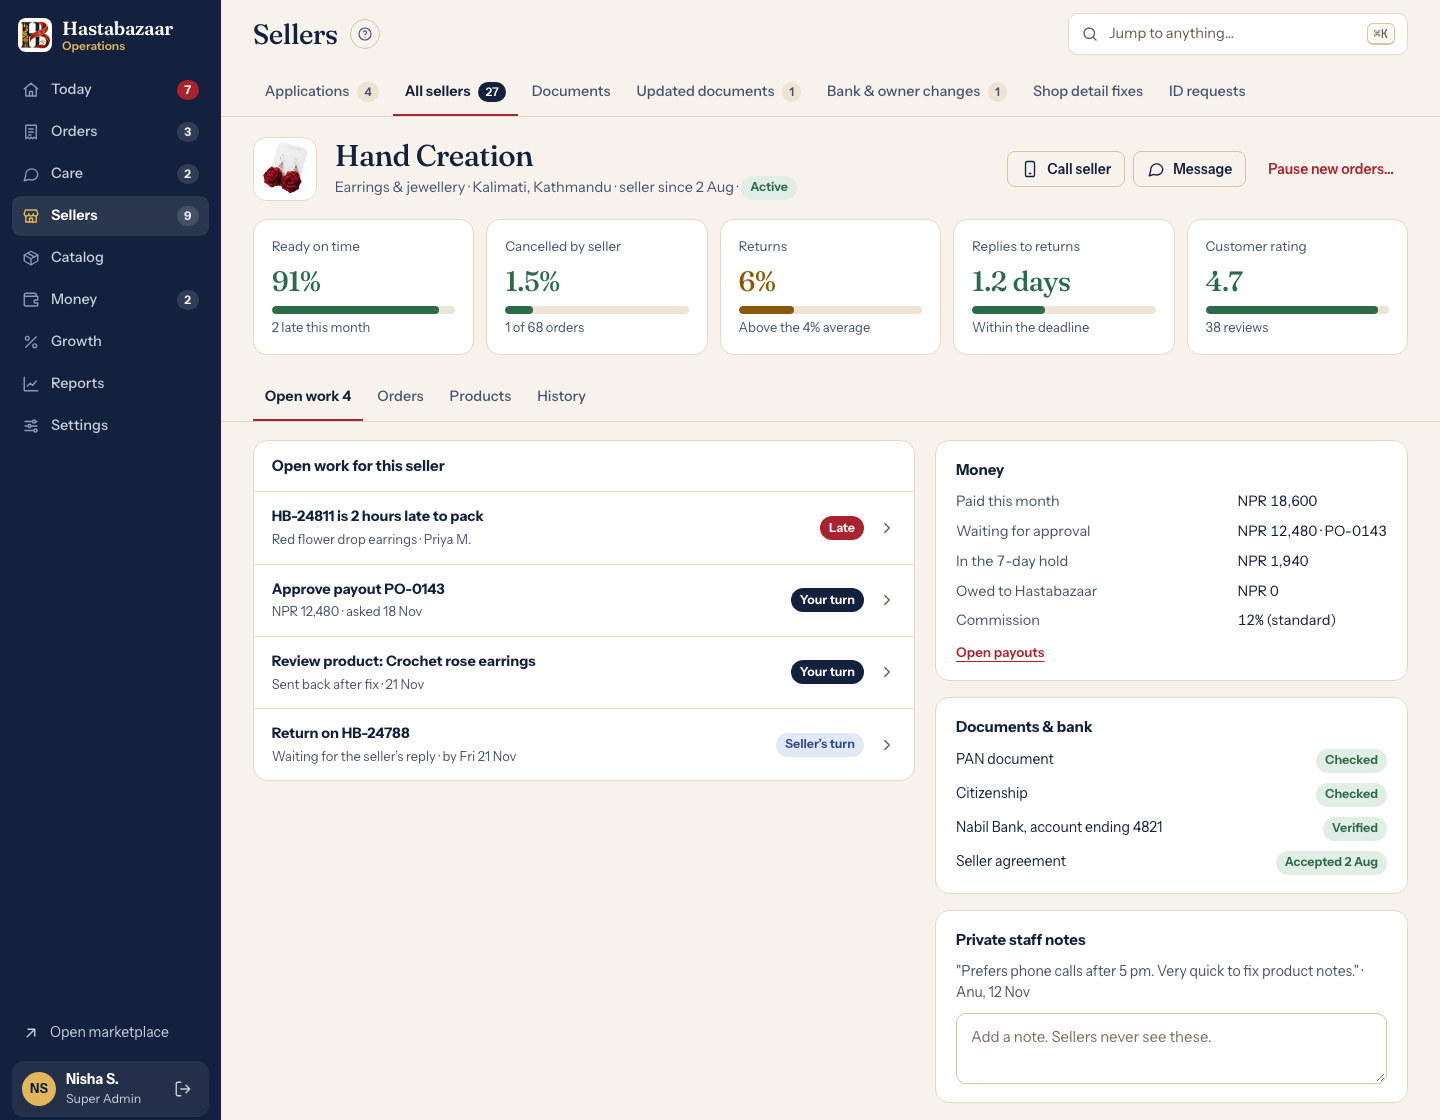 Hastabazaar
Operations
Today 7
Orders 3
Care 2
Sellers 9
Catalog
Money 2
Growth
Reports
Settings
Open marketplace
NS
Nisha S.
Super Admin
Sellers
Jump to anything...
⌘K
Applications 4
All sellers 27
Documents
Updated documents 1
Bank & owner changes 1
Shop detail fixes
ID requests
Hand Creation
Earrings & jewellery · Kalimati, Kathmandu · seller since 2 Aug · Active
Call seller
Message
Pause new orders...
Ready on time
91%
2 late this month
Cancelled by seller
1.5%
1 of 68 orders
Returns
6%
Above the 4% average
Replies to returns
1.2 days
Within the deadline
Customer rating
4.7
38 reviews
Open work 4
Orders
Products
History
Open work for this seller
HB-24811 is 2 hours late to pack
Red flower drop earrings · Priya M.
Late
Approve payout PO-0143
NPR 12,480 · asked 18 Nov
Your turn
Review product: Crochet rose earrings
Sent back after fix · 21 Nov
Your turn
Return on HB-24788
Waiting for the seller's reply · by Fri 21 Nov
Seller's turn
Money
Paid this month NPR 18,600
Waiting for approval NPR 12,480 · PO-0143
In the 7-day hold NPR 1,940
Owed to Hastabazaar NPR 0
Commission 12% (standard)
Open payouts
Documents & bank
PAN document Checked
Citizenship Checked
Nabil Bank, account ending 4821 Verified
Seller agreement Accepted 2 Aug
Private staff notes
"Prefers phone calls after 5 pm. Very quick to fix product notes." ·
Anu, 12 Nov
Add a note. Sellers never see these.